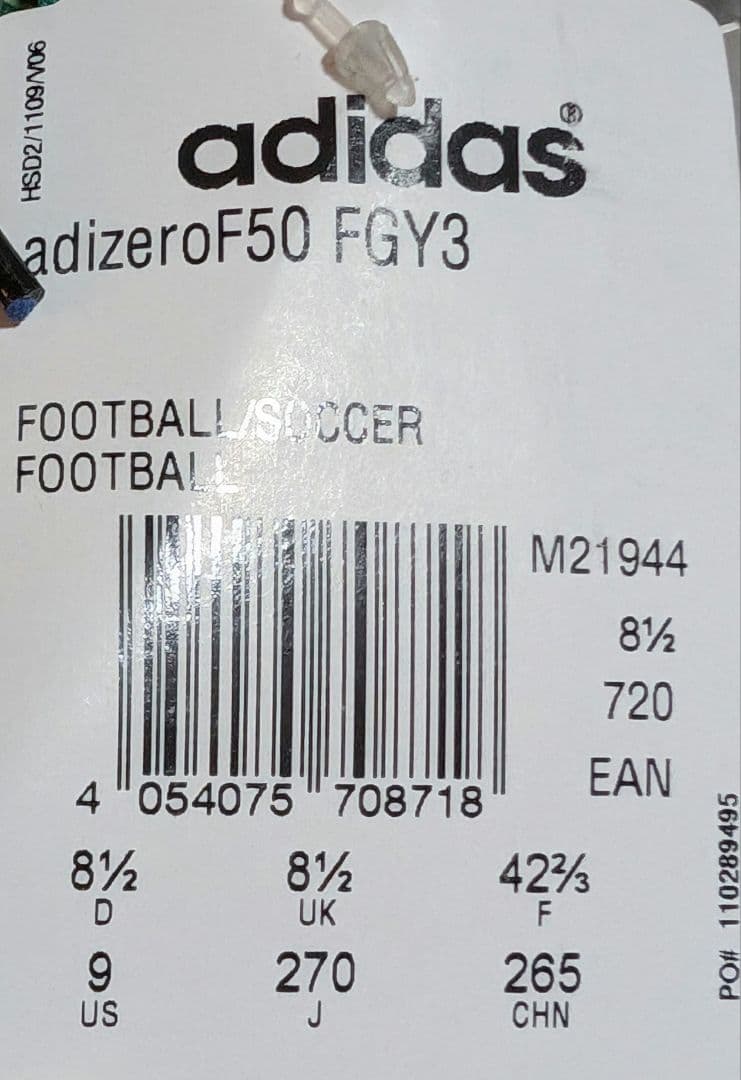 HSD2/1109/V06
adidas®
adizeroF50 FGY3
FOOTBALL/SOCCER
FOOTBALL
M21944
8½
720
EAN
4 054075 708718
8½ 8½ 42⅔
D UK F
9 270 265
US J CHN
PO# 110289495